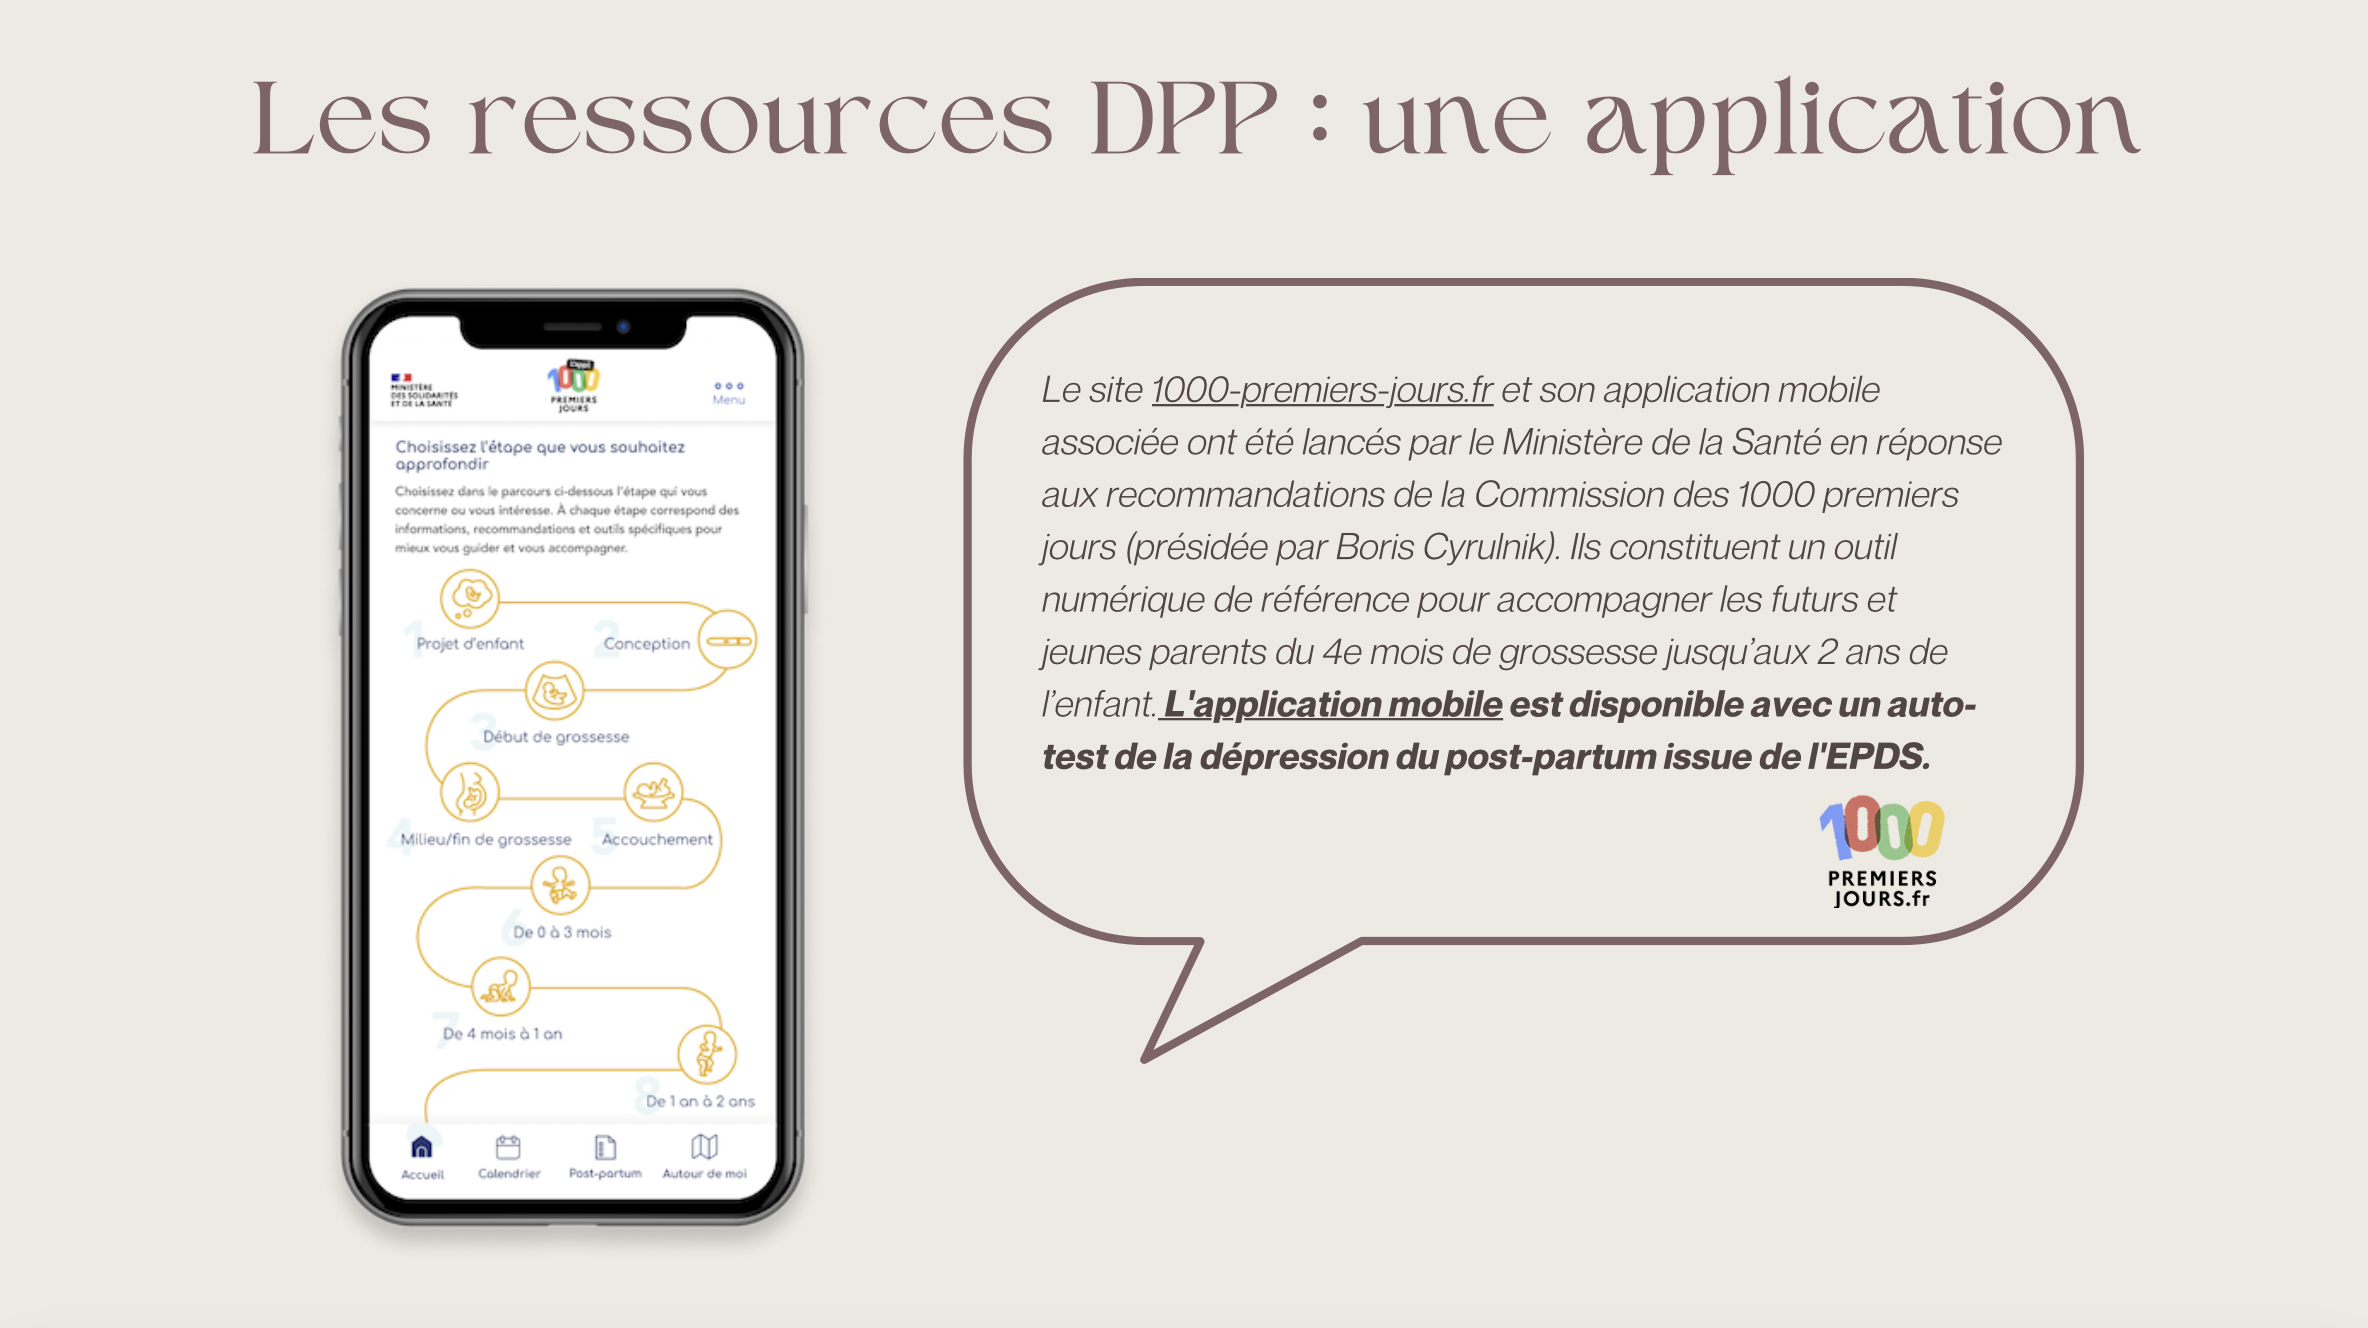 Les ressources DPP : une application
MINISTÈRE
DES SOLIDARITÉS
ET DE LA SANTÉ
1000
PREMIERS
JOURS
Menu
Choisissez l'étape que vous souhaitez
approfondir
Choisissez dans le parcours ci-dessous l'étape qui vous
concerne ou vous intéresse. À chaque étape correspond des
informations, recommandations et outils spécifiques pour
mieux vous guider et vous accompagner.
1 Projet d'enfant
2 Conception
3 Début de grossesse
4 Milieu/fin de grossesse
5 Accouchement
6 De 0 à 3 mois
7 De 4 mois à 1 an
8 De 1 an à 2 ans
Accueil
Calendrier
Post-partum
Autour de moi
Le site 1000-premiers-jours.fr et son application mobile
associée ont été lancés par le Ministère de la Santé en réponse
aux recommandations de la Commission des 1000 premiers
jours (présidée par Boris Cyrulnik). Ils constituent un outil
numérique de référence pour accompagner les futurs et
jeunes parents du 4e mois de grossesse jusqu'aux 2 ans de
l'enfant. L'application mobile est disponible avec un auto-
test de la dépression du post-partum issue de l'EPDS.
1000
PREMIERS
JOURS.fr